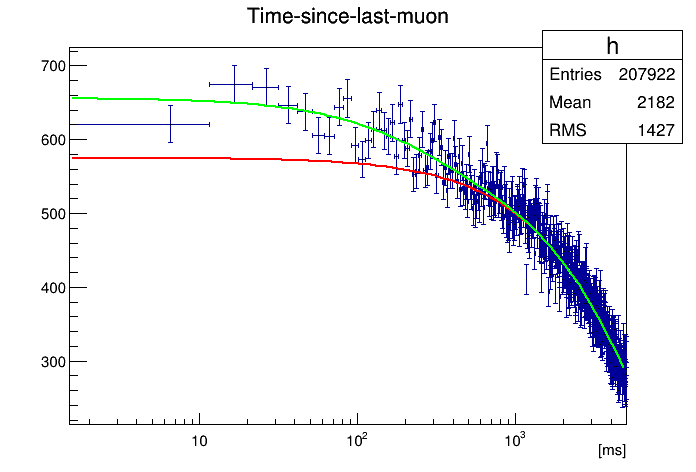 Time-since-last-muon
h
Entries 207922
Mean 2182
RMS 1427
700
600
500
400
300
10
10²
10³
[ms]